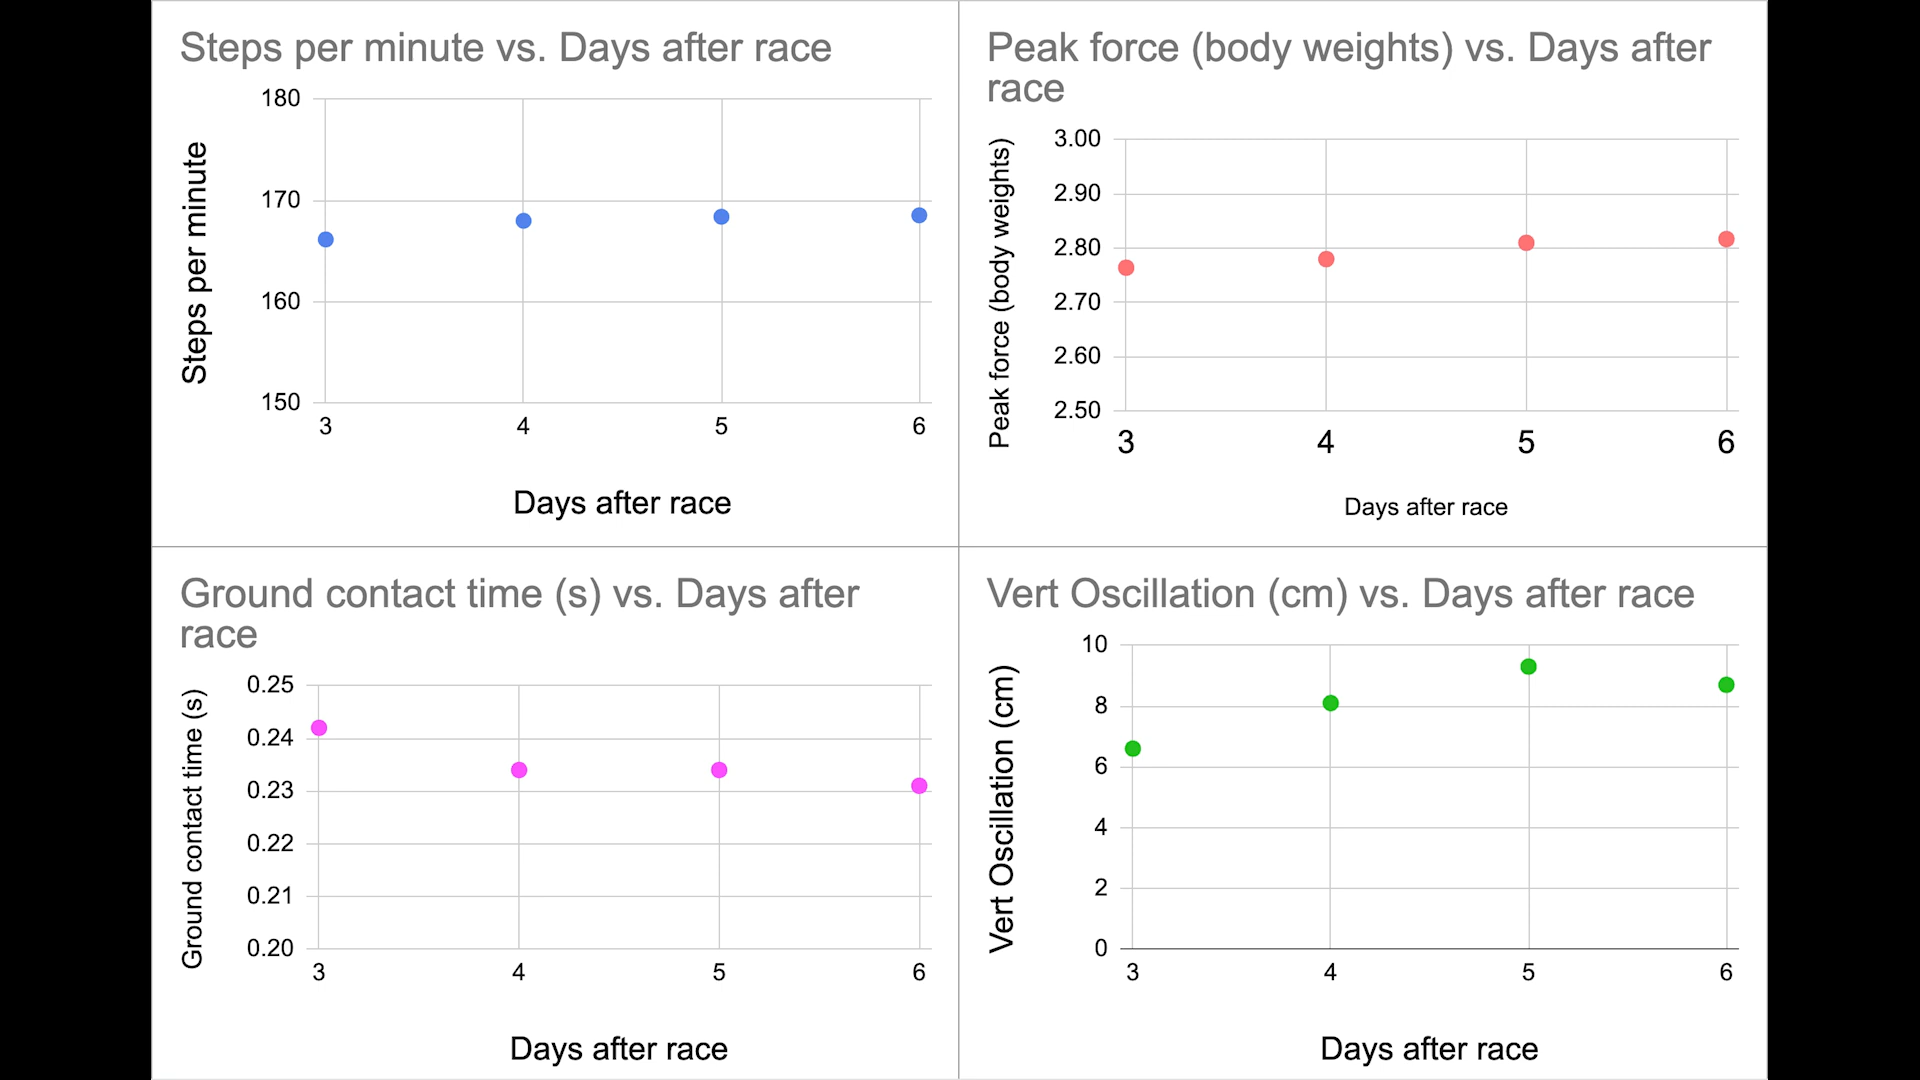 Steps per minute vs. Days after race
180
170
160
150
Steps per minute
3 4 5 6
Days after race
Peak force (body weights) vs. Days after
race
3.00
2.90
2.80
2.70
2.60
2.50
Peak force (body weights)
3 4 5 6
Days after race
Ground contact time (s) vs. Days after
race
0.25
0.24
0.23
0.22
0.21
0.20
Ground contact time (s)
3 4 5 6
Days after race
Vert Oscillation (cm) vs. Days after race
10
8
6
4
2
0
Vert Oscillation (cm)
3 4 5 6
Days after race